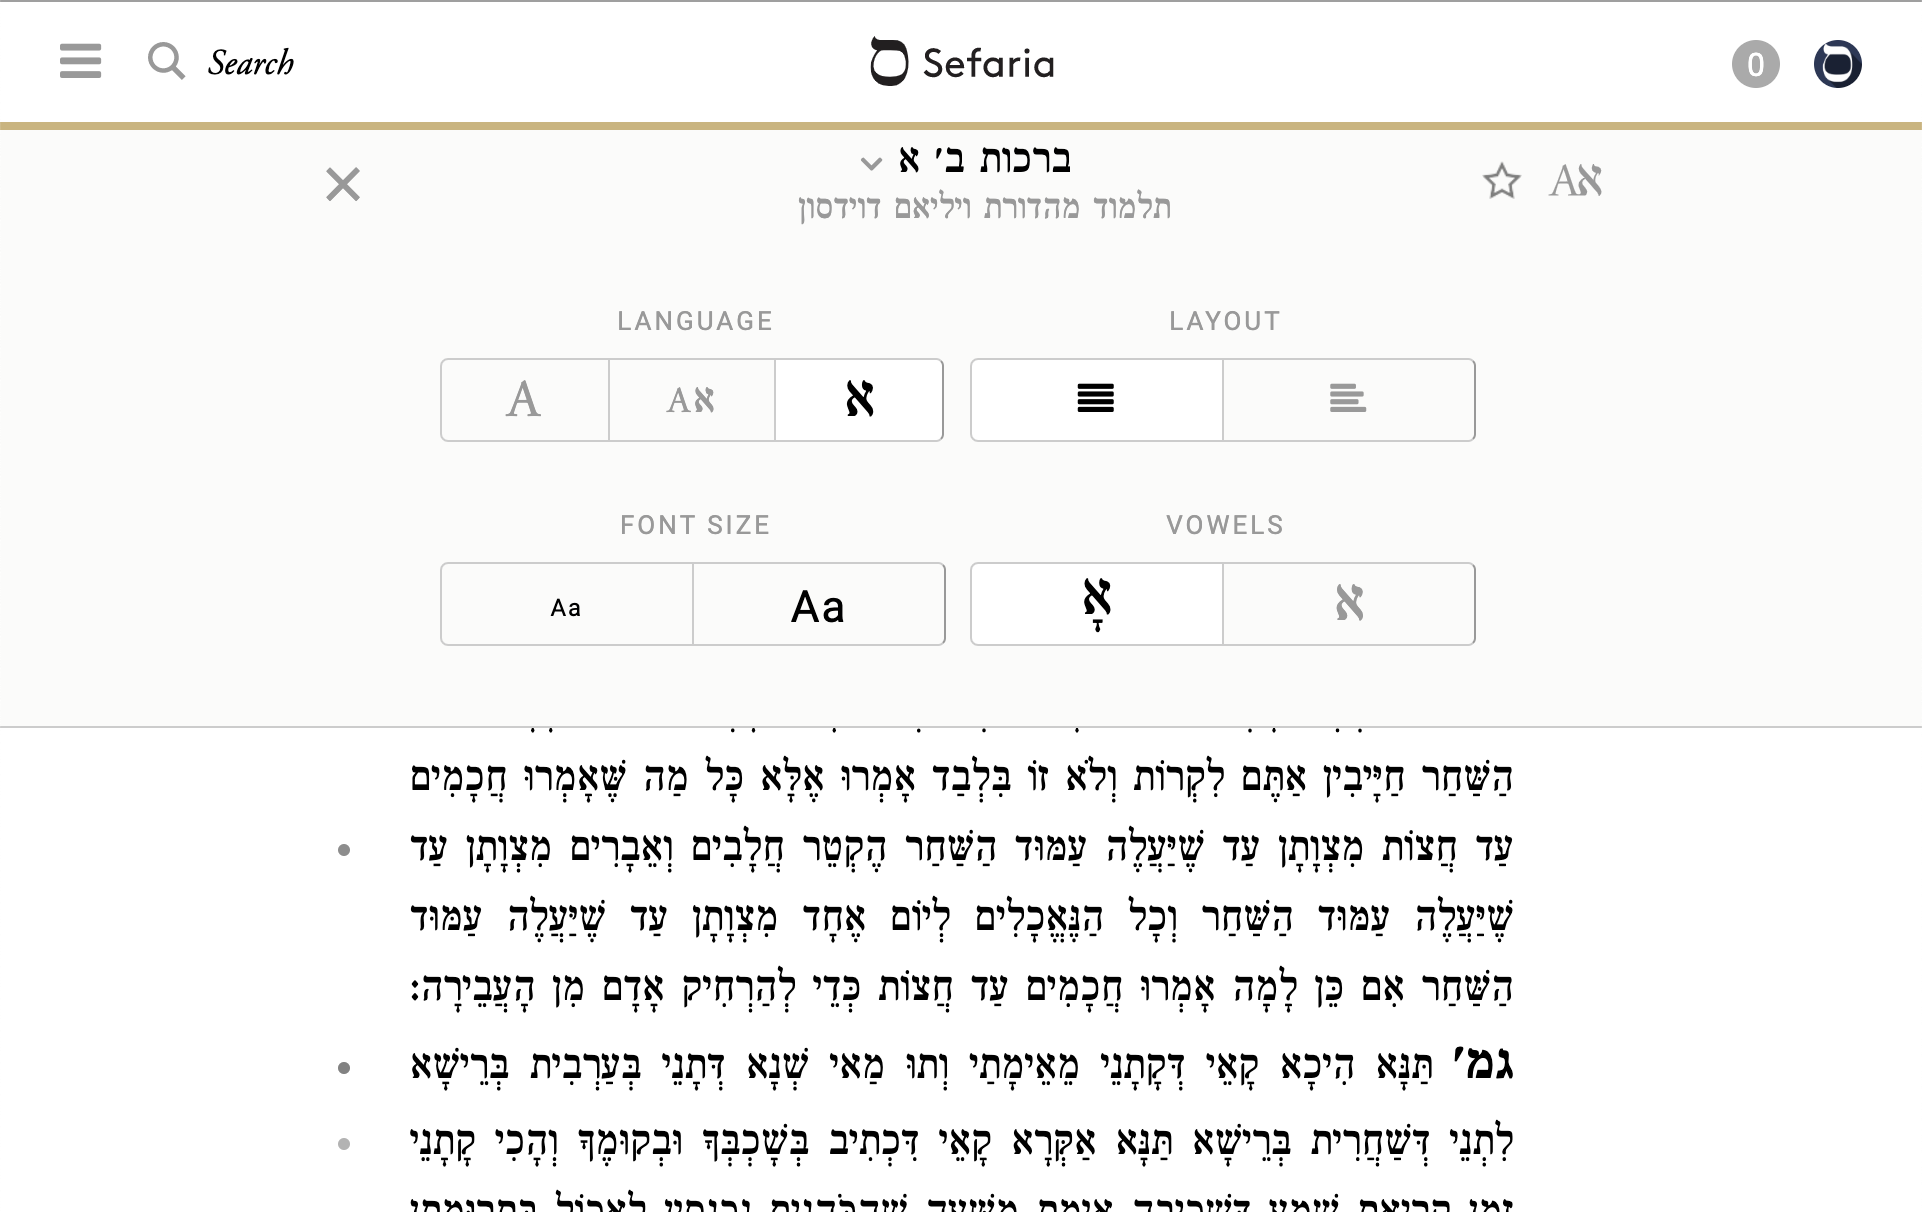 Search
Sefaria
0
ברכות ב׳ א
תלמוד מהדורת ויליאם דוידסון
Aא
LANGUAGE
LAYOUT
A
Aא
א
FONT SIZE
VOWELS
Aa
Aa
אָ
א
הַשַּׁחַר חַיָּיבִין אַתֶּם לִקְרוֹת וְלֹא זוֹ בִּלְבַד אָמְרוּ אֶלָּא כָּל מַה שֶּׁאָמְרוּ חֲכָמִים
עַד חֲצוֹת מִצְוָתָן עַד שֶׁיַּעֲלֶה עַמּוּד הַשַּׁחַר הֶקְטֵר חֲלָבִים וְאֵבָרִים מִצְוָתָן עַד
שֶׁיַּעֲלֶה עַמּוּד הַשַּׁחַר וְכָל הַנֶּאֱכָלִים לְיוֹם אֶחָד מִצְוָתָן עַד שֶׁיַּעֲלֶה עַמּוּד
הַשַּׁחַר אִם כֵּן לָמָּה אָמְרוּ חֲכָמִים עַד חֲצוֹת כְּדֵי לְהַרְחִיק אָדָם מִן הָעֲבֵירָה:
גמ׳ תַּנָּא הֵיכָא קָאֵי דְּקָתָנֵי מֵאֵימָתַי וְתוּ מַאי שְׁנָא דְּתָנֵי בְּעַרְבִית בְּרֵישָׁא
לִתְנֵי דְּשַׁחֲרִית בְּרֵישָׁא תַּנָּא אַקְּרָא קָאֵי דִּכְתִיב בְּשָׁכְבְּךָ וּבְקוּמֶךָ וְהָכִי קָתָנֵי